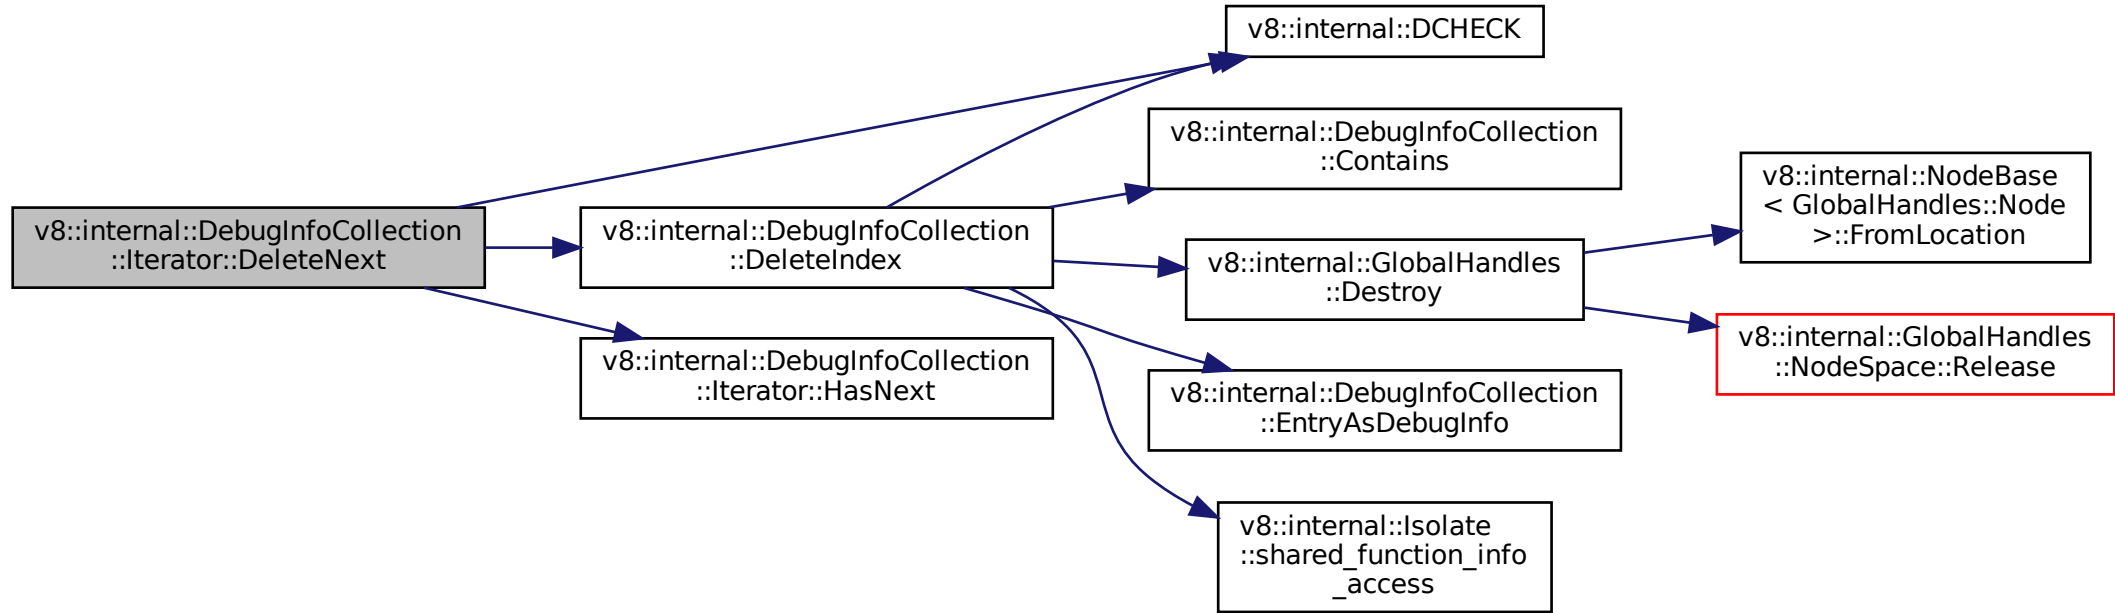 v8::internal::DebugInfoCollection
::Iterator::DeleteNext
v8::internal::DCHECK
v8::internal::DebugInfoCollection
::DeleteIndex
v8::internal::DebugInfoCollection
::Iterator::HasNext
v8::internal::DebugInfoCollection
::Contains
v8::internal::GlobalHandles
::Destroy
v8::internal::DebugInfoCollection
::EntryAsDebugInfo
v8::internal::Isolate
::shared_function_info
_access
v8::internal::NodeBase
< GlobalHandles::Node
>::FromLocation
v8::internal::GlobalHandles
::NodeSpace::Release